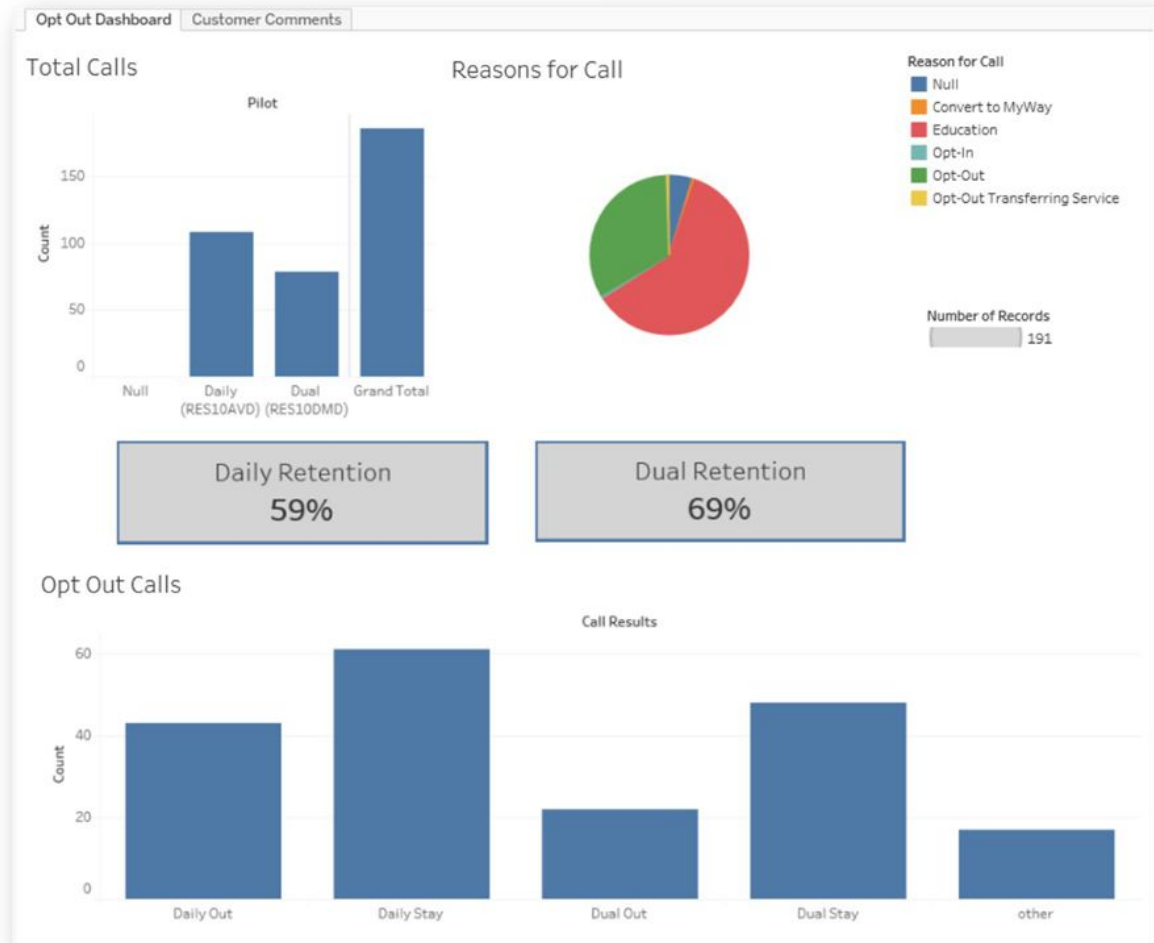 Opt Out Dashboard
Customer Comments
Total Calls
Reasons for Call
Reason for Call
Null
Convert to MyWay
Education
Opt-In
Opt-Out
Opt-Out Transferring Service
Number of Records
191
Pilot
Count
150
100
50
0
Null
Daily
(RES10AVD)
Dual
(RES10DMD)
Grand Total
Daily Retention
59%
Dual Retention
69%
Opt Out Calls
Call Results
Count
60
40
20
0
Daily Out
Daily Stay
Dual Out
Dual Stay
other